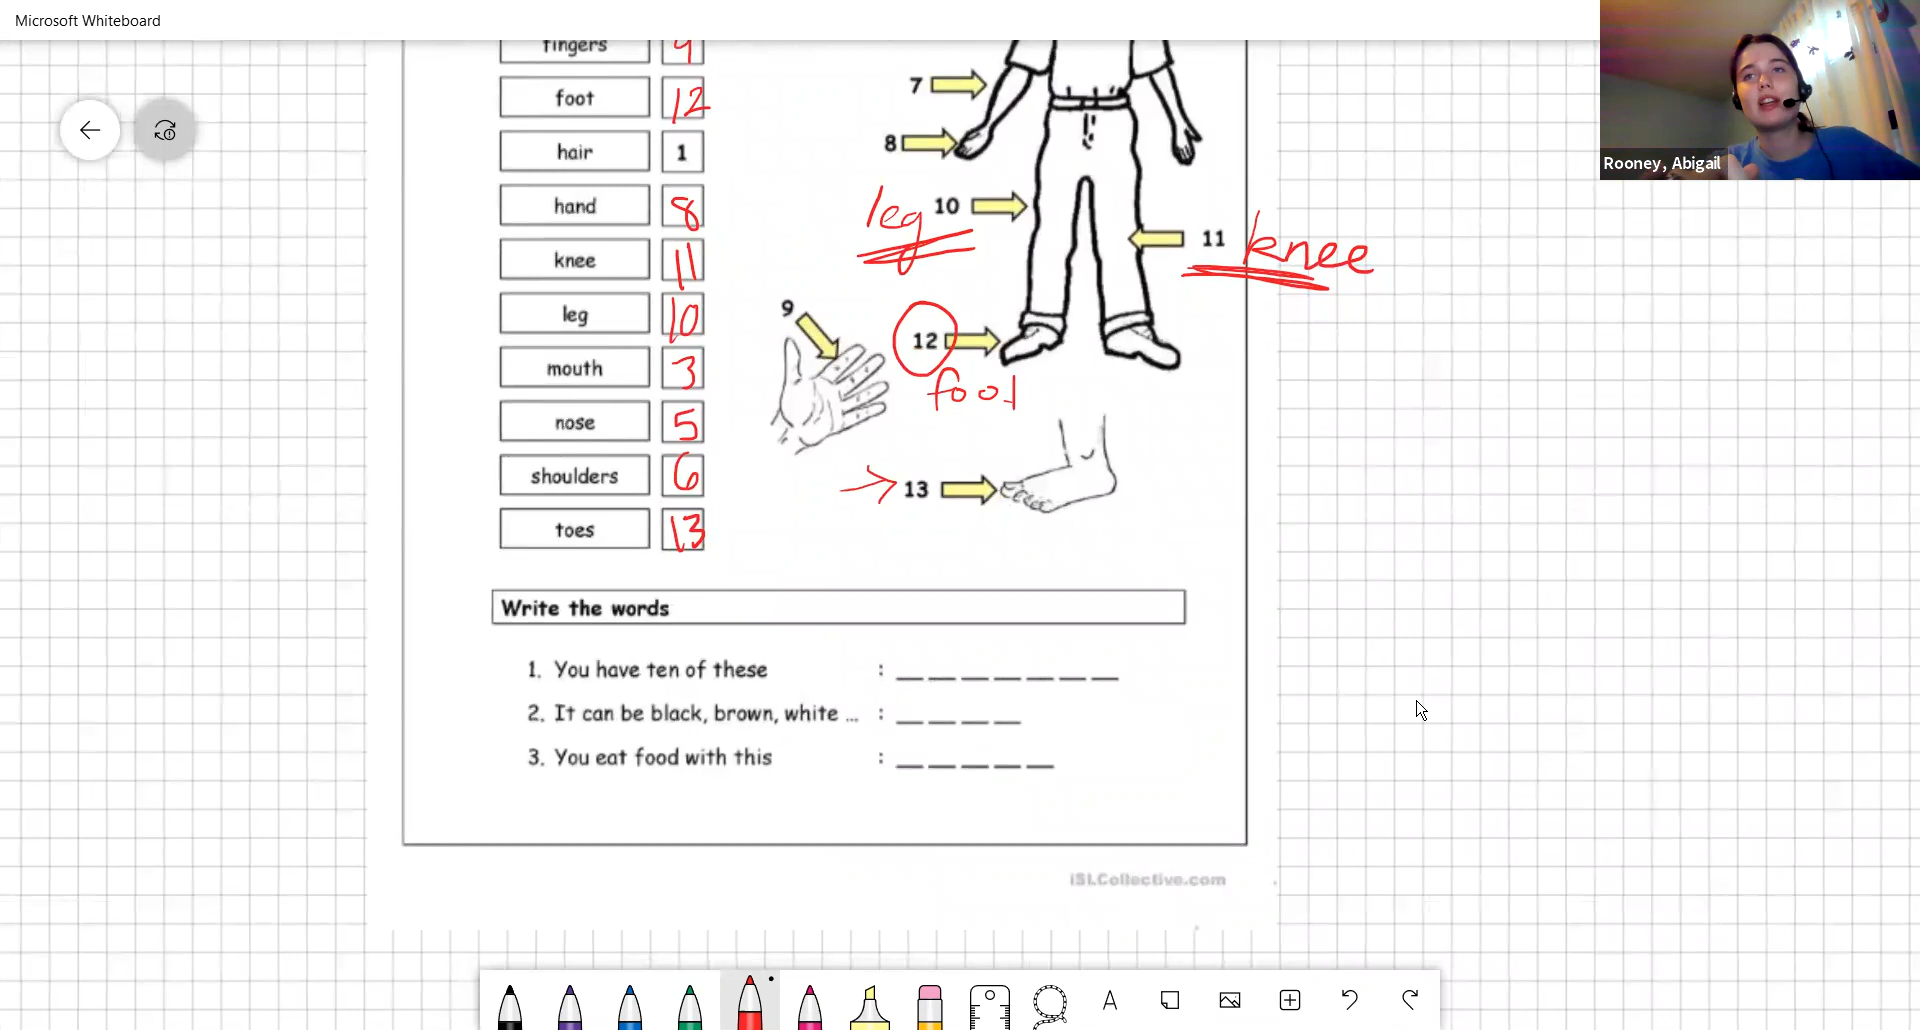 Microsoft Whiteboard
Rooney, Abigail
fingers 9
foot 12
hair 1
hand 8
knee 11
leg 10
mouth 3
nose 5
shoulders 6
toes 13
7
8
leg 10
11 knee
9
12
foot
13
Write the words
1. You have ten of these : _ _ _ _ _ _ _
2. It can be black, brown, white ... : _ _ _ _
3. You eat food with this : _ _ _ _ _
iSLCollective.com
A